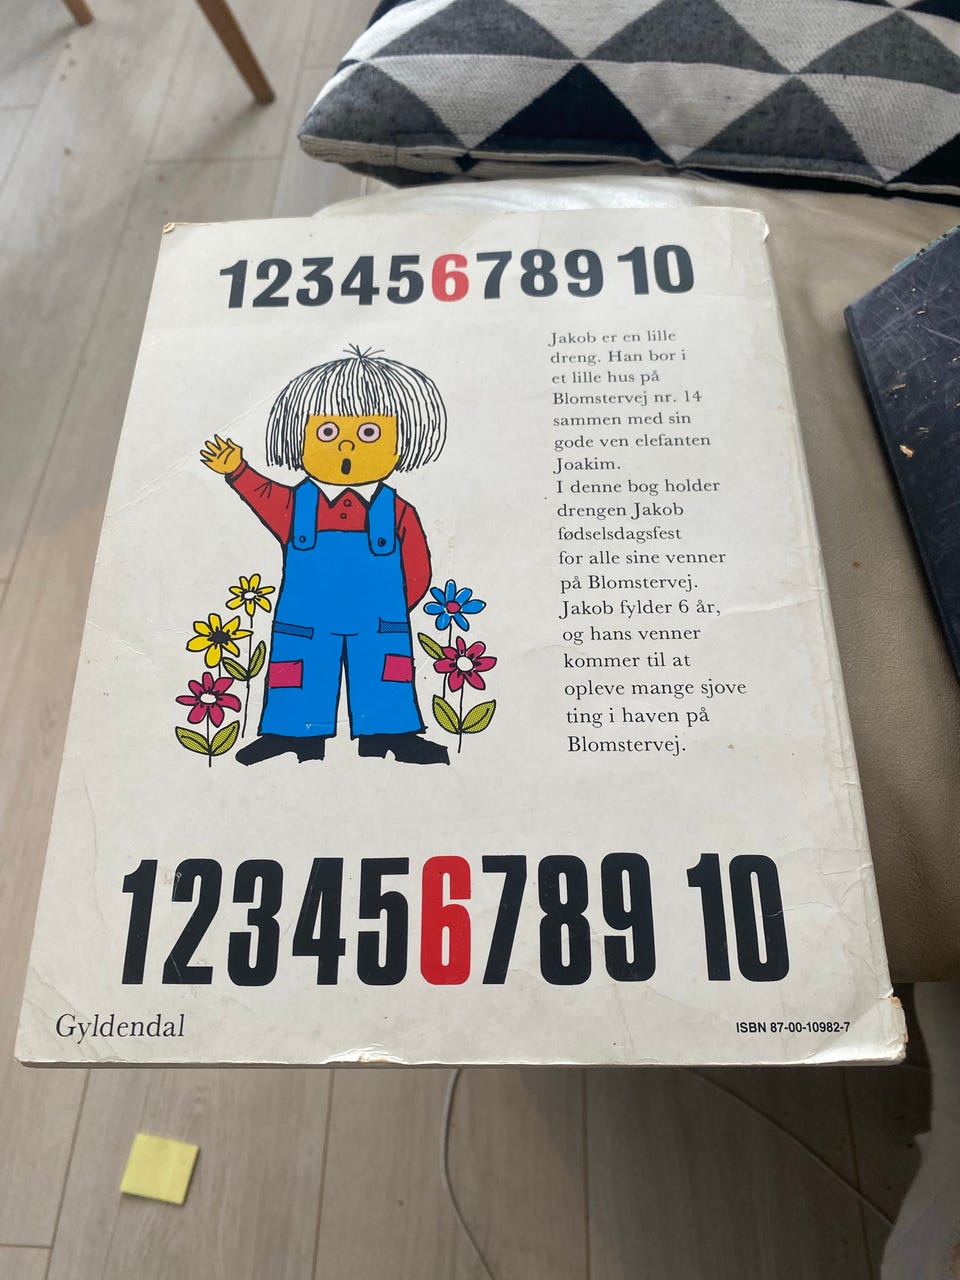 12345678910
Jakob er en lille
dreng. Han bor i
et lille hus på
Blomstervej nr. 14
sammen med sin
gode ven elefanten
Joakim.
I denne bog holder
drengen Jakob
fødselsdagsfest
for alle sine venner
på Blomstervej.
Jakob fylder 6 år,
og hans venner
kommer til at
opleve mange sjove
ting i haven på
Blomstervej.
123456789 10
Gyldendal
ISBN 87-00-10982-7